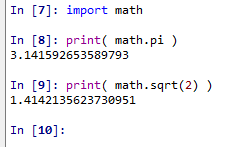 In [7]: import math
In [8]: print( math.pi )
3.141592653589793
In [9]: print( math.sqrt(2) )
1.4142135623730951
In [10]: